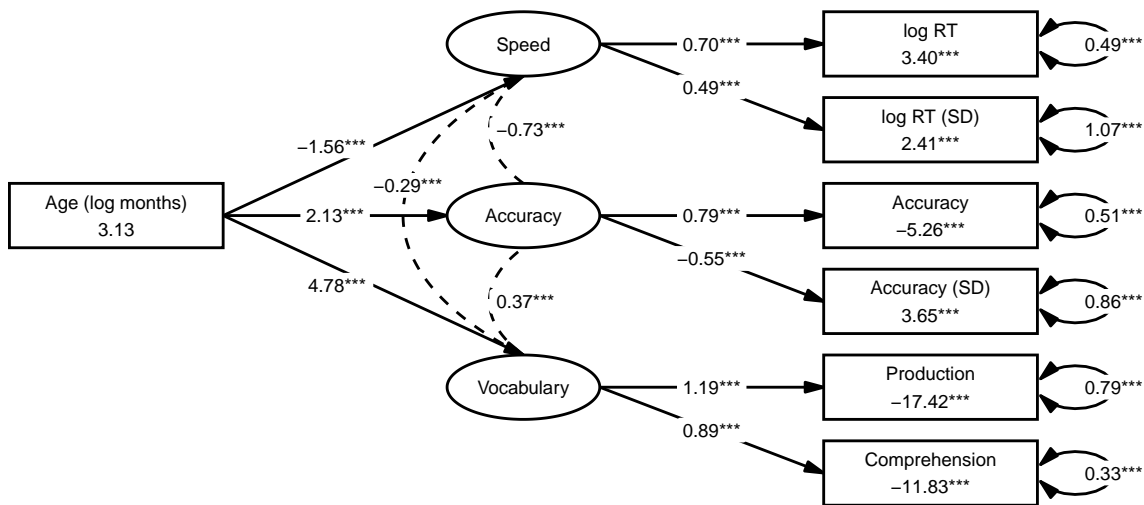 Speed
0.70***
log RT
3.40***
0.49***
0.49***
log RT (SD)
2.41***
1.07***
−1.56***
−0.73***
−0.29***
Age (log months)
3.13
2.13***
Accuracy
0.79***
Accuracy
−5.26***
0.51***
−0.55***
Accuracy (SD)
3.65***
0.86***
4.78***
0.37***
Vocabulary
1.19***
Production
−17.42***
0.79***
0.89***
Comprehension
−11.83***
0.33***